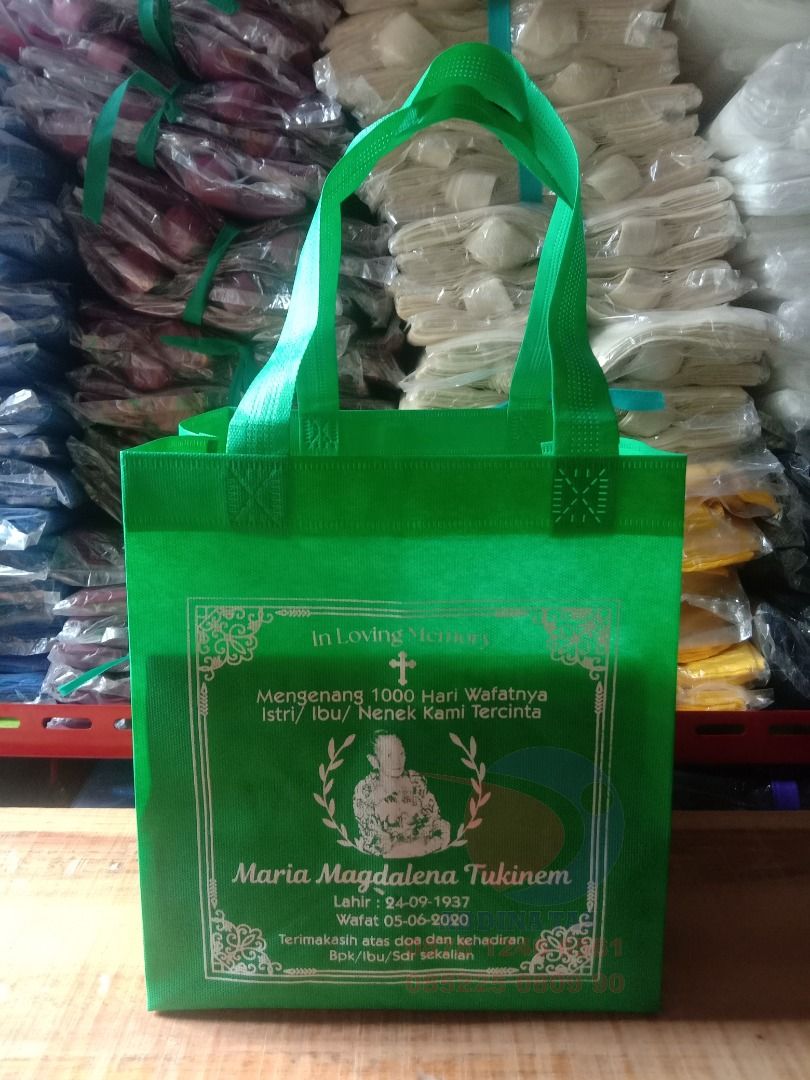 In Loving Memory
Mengenang 1000 Hari Wafatnya
Istri/ Ibu/ Nenek Kami Tercinta
Maria Magdalena Tukinem
Lahir : 24-09-1937
Wafat 05-06-2020
Terimakasih atas doa dan kehadiran
Bpk/Ibu/Sdr sekalian